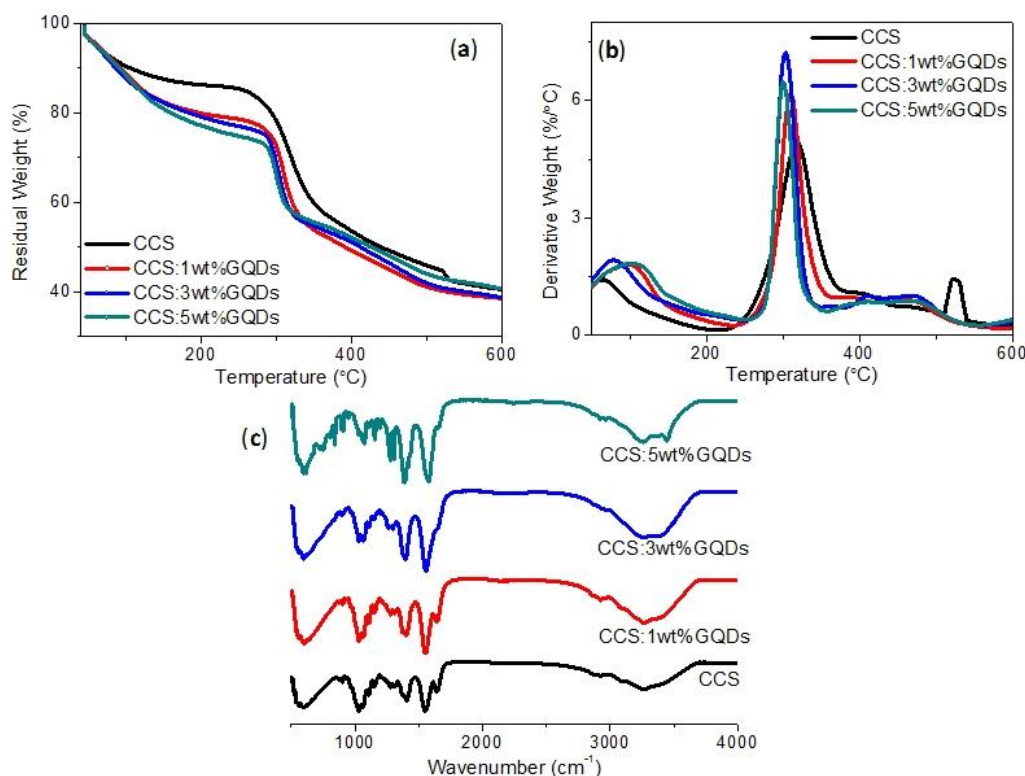 (a)
100
80
60
40
Residual Weight (%)
CCS
CCS:1wt%GQDs
CCS:3wt%GQDs
CCS:5wt%GQDs
200
400
600
Temperature (°C)
(b)
6
3
0
Derivative Weight (%/°C)
CCS
CCS:1wt%GQDs
CCS:3wt%GQDs
CCS:5wt%GQDs
200
400
600
Temperature (°C)
(c)
CCS:5wt%GQDs
CCS:3wt%GQDs
CCS:1wt%GQDs
CCS
1000
2000
3000
4000
Wavenumber (cm⁻¹)